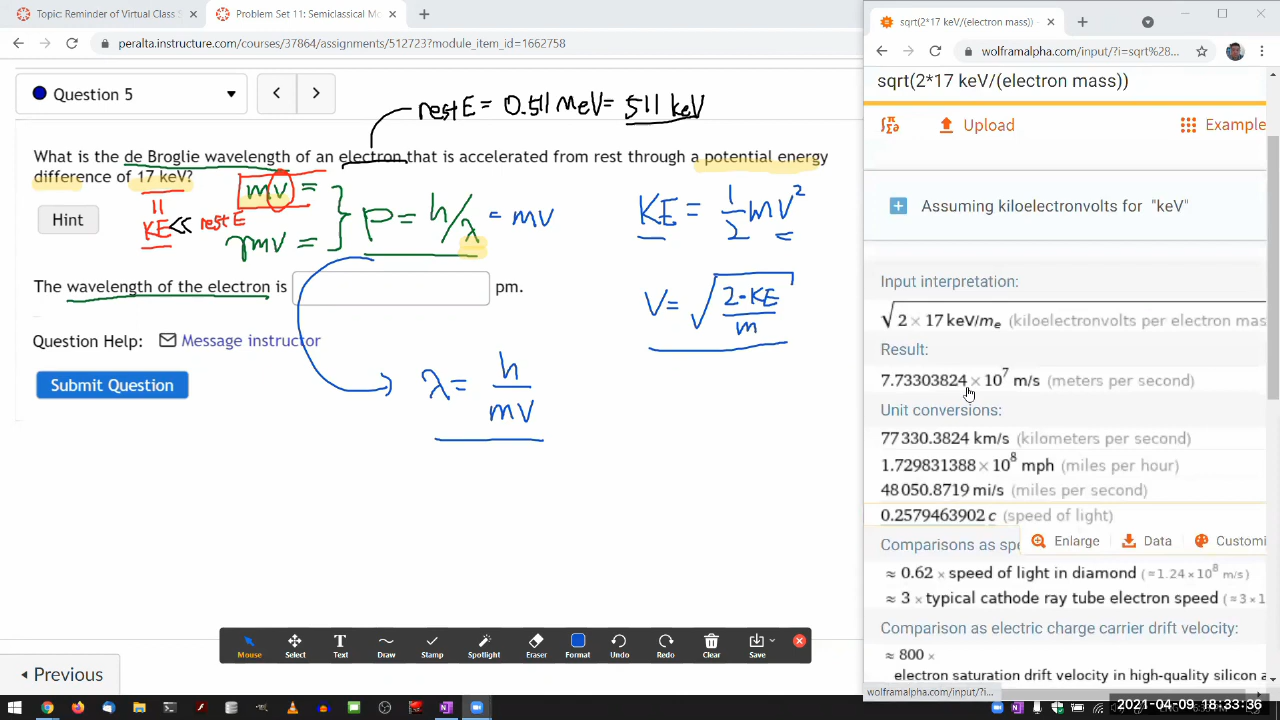 Topic: Reminder of Virtual Class S
Problem Set 11: Semiclassical Mo
peralta.instructure.com/courses/37864/assignments/512723?module_item_id=1662758
Question 5
rest E = 0.511 MeV = 511 keV
What is the de Broglie wavelength of an electron that is accelerated from rest through a potential energy
difference of 17 keV?
mv =
Hint
KE << rest E
γmv =
P = h/λ = mv
KE = 1/2 mv²
The wavelength of the electron is
pm.
V = √(2·KE/m)
Question Help:
Message instructor
Submit Questio
λ = h/mv
Mouse
Select
Text
Draw
Stamp
Spotlight
Eraser
Format
Undo
Redo
Clear
Save
Previous
sqrt(2*17 keV/(electron mass)) -
wolframalpha.com/input/?i=sqrt%28...
sqrt(2*17 keV/(electron mass))
Upload
Example
Assuming kiloelectronvolts for "keV"
Input interpretation:
√2 × 17 keV/mₑ (kiloelectronvolts per electron mas
Result:
7.73303824 × 10⁷ m/s (meters per second)
Unit conversions:
77330.3824 km/s (kilometers per second)
1.729831388 × 10⁸ mph (miles per hour)
48050.8719 mi/s (miles per second)
0.2579463902 c (speed of light)
Comparisons as spe
Enlarge
Data
Customi
≈ 0.62 × speed of light in diamond (≈1.24×10⁸ m/s)
≈ 3 × typical cathode ray tube electron speed (≈3×1
Comparison as electric charge carrier drift velocity:
≈ 800 ×
electron saturation drift velocity in high-quality silicon a
wolframalpha.com/input/?i...
2021-04-09 18:33:36